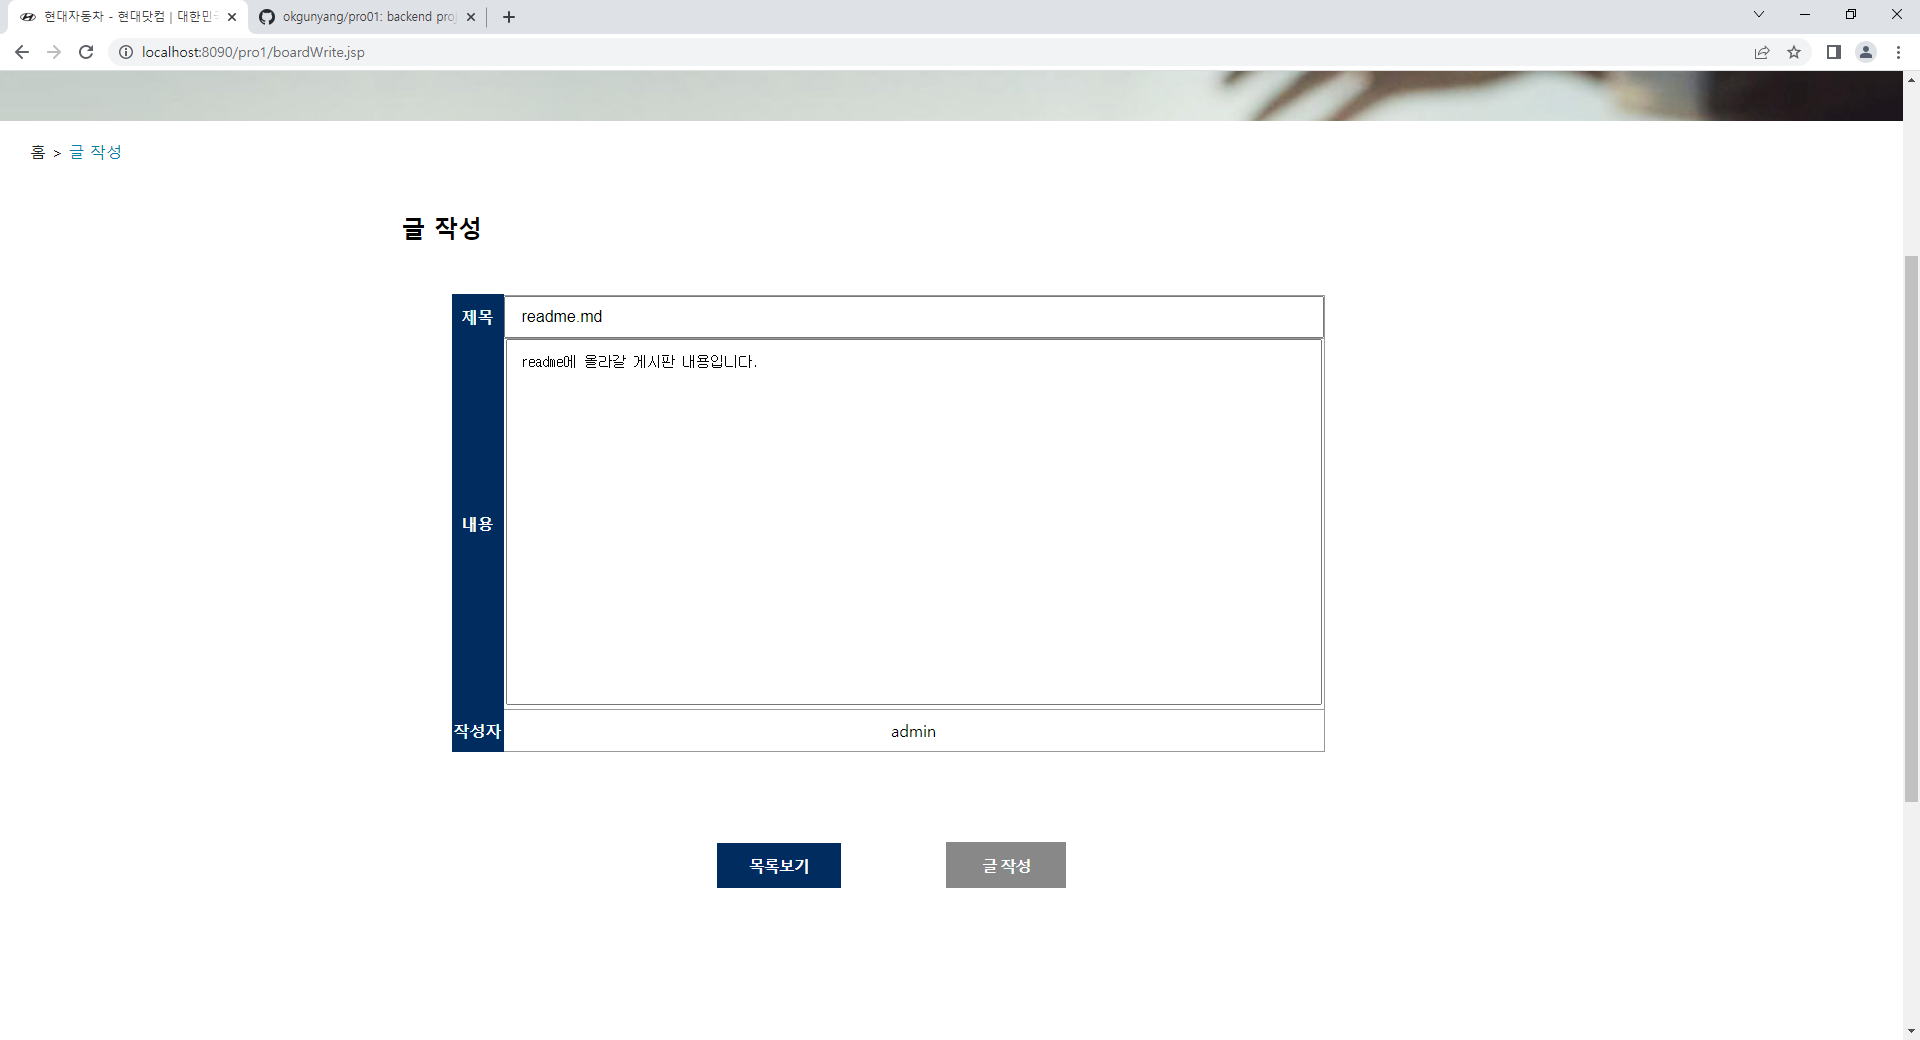 현대자동차 - 현대닷컴 | 대한민
okgunyang/pro01: backend proj
localhost:8090/pro1/boardWrite.jsp
홈 > 글 작성
글 작성
제목 readme.md
내용 readme에 올라갈 게시판 내용입니다.
작성자 admin
목록보기 글 작성